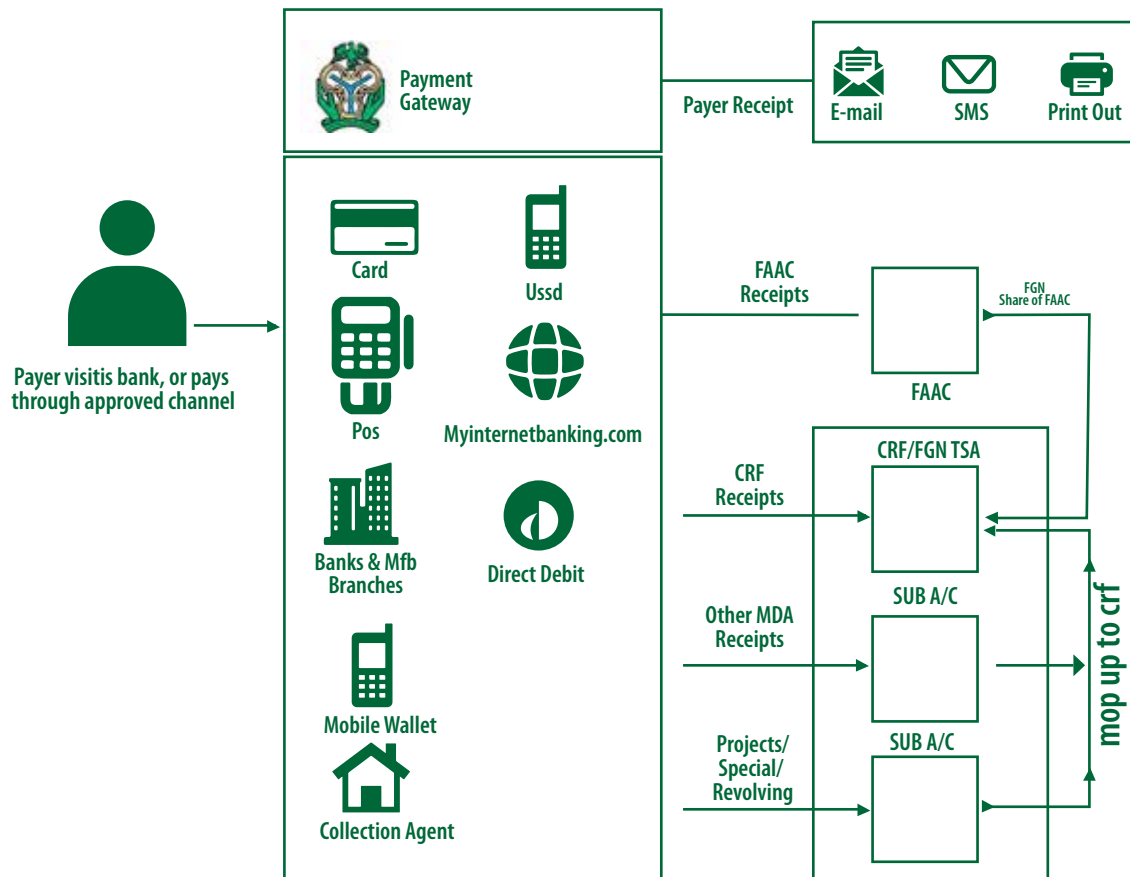 Payment
Gateway
Payer Receipt
E-mail
SMS
Print Out
Payer visitis bank, or pays
through approved channel
Card
Ussd
Pos
Myinternetbanking.com
Banks & Mfb
Branches
Direct Debit
Mobile Wallet
Collection Agent
FAAC
Receipts
FGN
Share of FAAC
FAAC
CRF/FGN TSA
CRF
Receipts
SUB A/C
Other MDA
Receipts
SUB A/C
Projects/
Special/
Revolving
mop up to crf